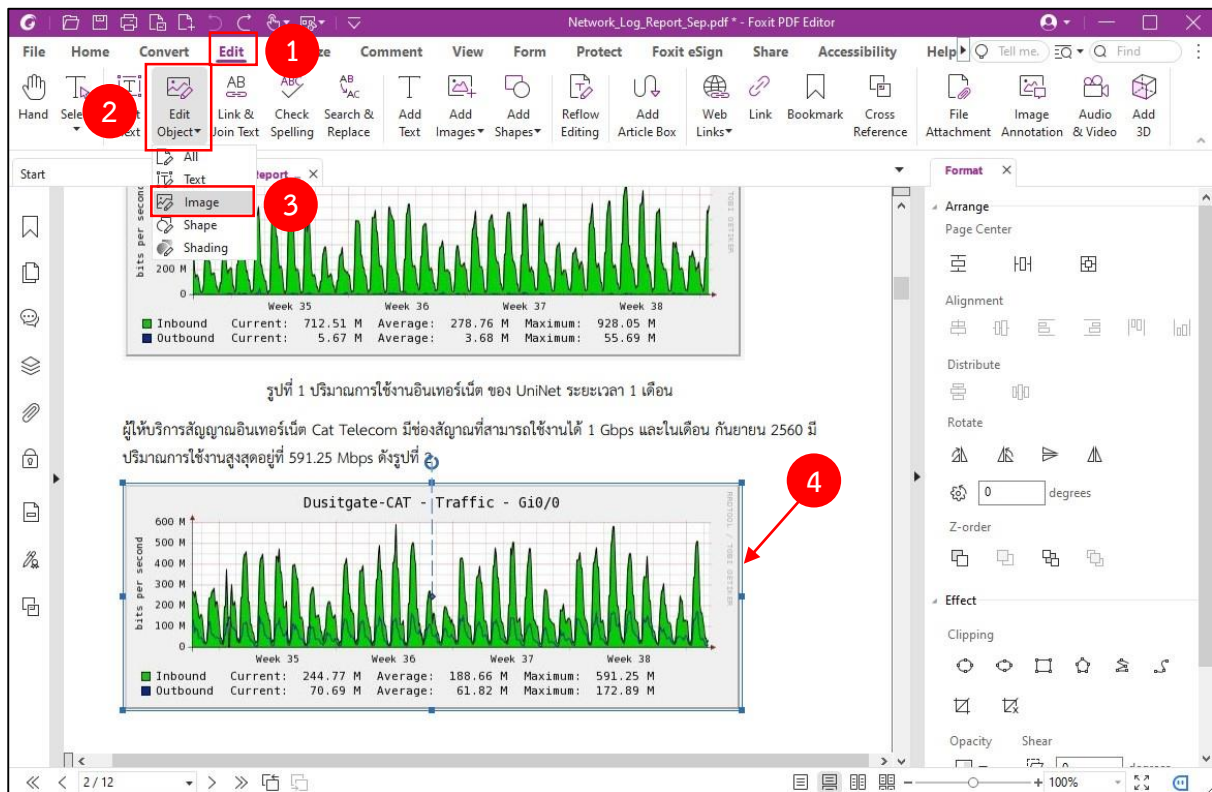 Network_Log_Report_Sep.pdf * - Foxit PDF Editor
File Home Convert Edit 1 ze Comment View Form Protect Foxit eSign Share Accessibility Help Tell me. Find
Hand
2
Edit Object
Link & Join Text
Check Spelling
Search & Replace
Add Text
Add Images
Add Shapes
Reflow Editing
Add Article Box
Web Links
Link
Bookmark
Cross Reference
File Attachment
Image Annotation
Audio & Video
Add 3D
All
Text
Image
3
Shape
Shading
Start
Format
bits per second
200 M
0
Week 35 Week 36 Week 37 Week 38
Inbound Current: 712.51 M Average: 278.76 M Maximum: 928.05 M
Outbound Current: 5.67 M Average: 3.68 M Maximum: 55.69 M
TOBI OETIKER
รูปที่ 1 ปริมาณการใช้งานอินเทอร์เน็ต ของ UniNet ระยะเวลา 1 เดือน
ผู้ให้บริการสัญญาณอินเทอร์เน็ต Cat Telecom มีช่องสัญาณที่สามารถใช้งานได้ 1 Gbps และในเดือน กันยายน 2560 มี
ปริมาณการใช้งานสูงสุดอยู่ที่ 591.25 Mbps ดังรูปที่ 2
4
Dusitgate-CAT - Traffic - Gi0/0
bits per second
600 M
500 M
400 M
300 M
200 M
100 M
0
Week 35 Week 36 Week 37 Week 38
Inbound Current: 244.77 M Average: 188.66 M Maximum: 591.25 M
Outbound Current: 70.69 M Average: 61.82 M Maximum: 172.89 M
RRDTOOL / TOBI OETIKER
Arrange
Page Center
Alignment
Distribute
Rotate
0 degrees
Z-order
Effect
Clipping
Opacity Shear
2 / 12
100%